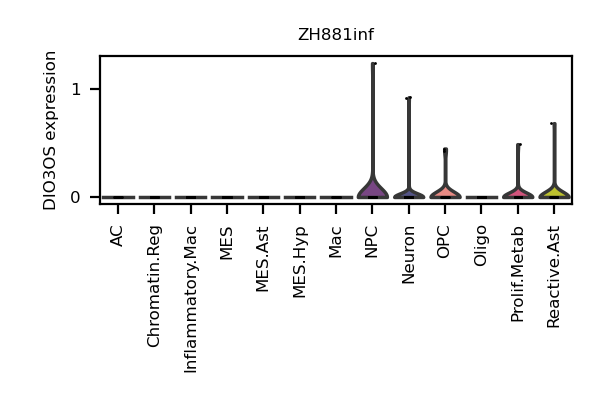 ZH881inf
DIO3OS expression
1
0
AC
Chromatin.Reg
Inflammatory.Mac
MES
MES.Ast
MES.Hyp
Mac
NPC
Neuron
OPC
Oligo
Prolif.Metab
Reactive.Ast